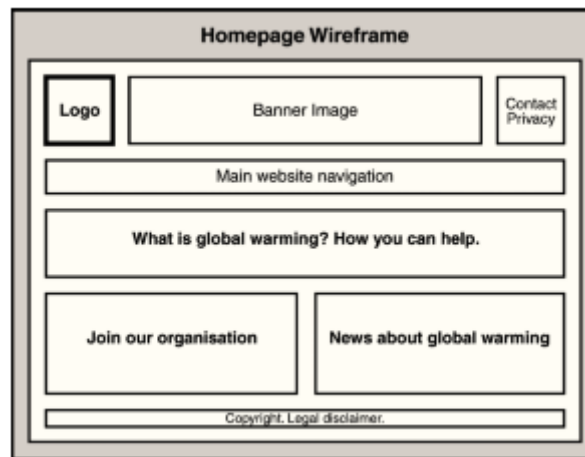 Homepage Wireframe
Logo
Banner Image
Contact
Privacy
Main website navigation
What is global warming? How you can help.
Join our organisation
News about global warming
Copyright. Legal disclaimer.